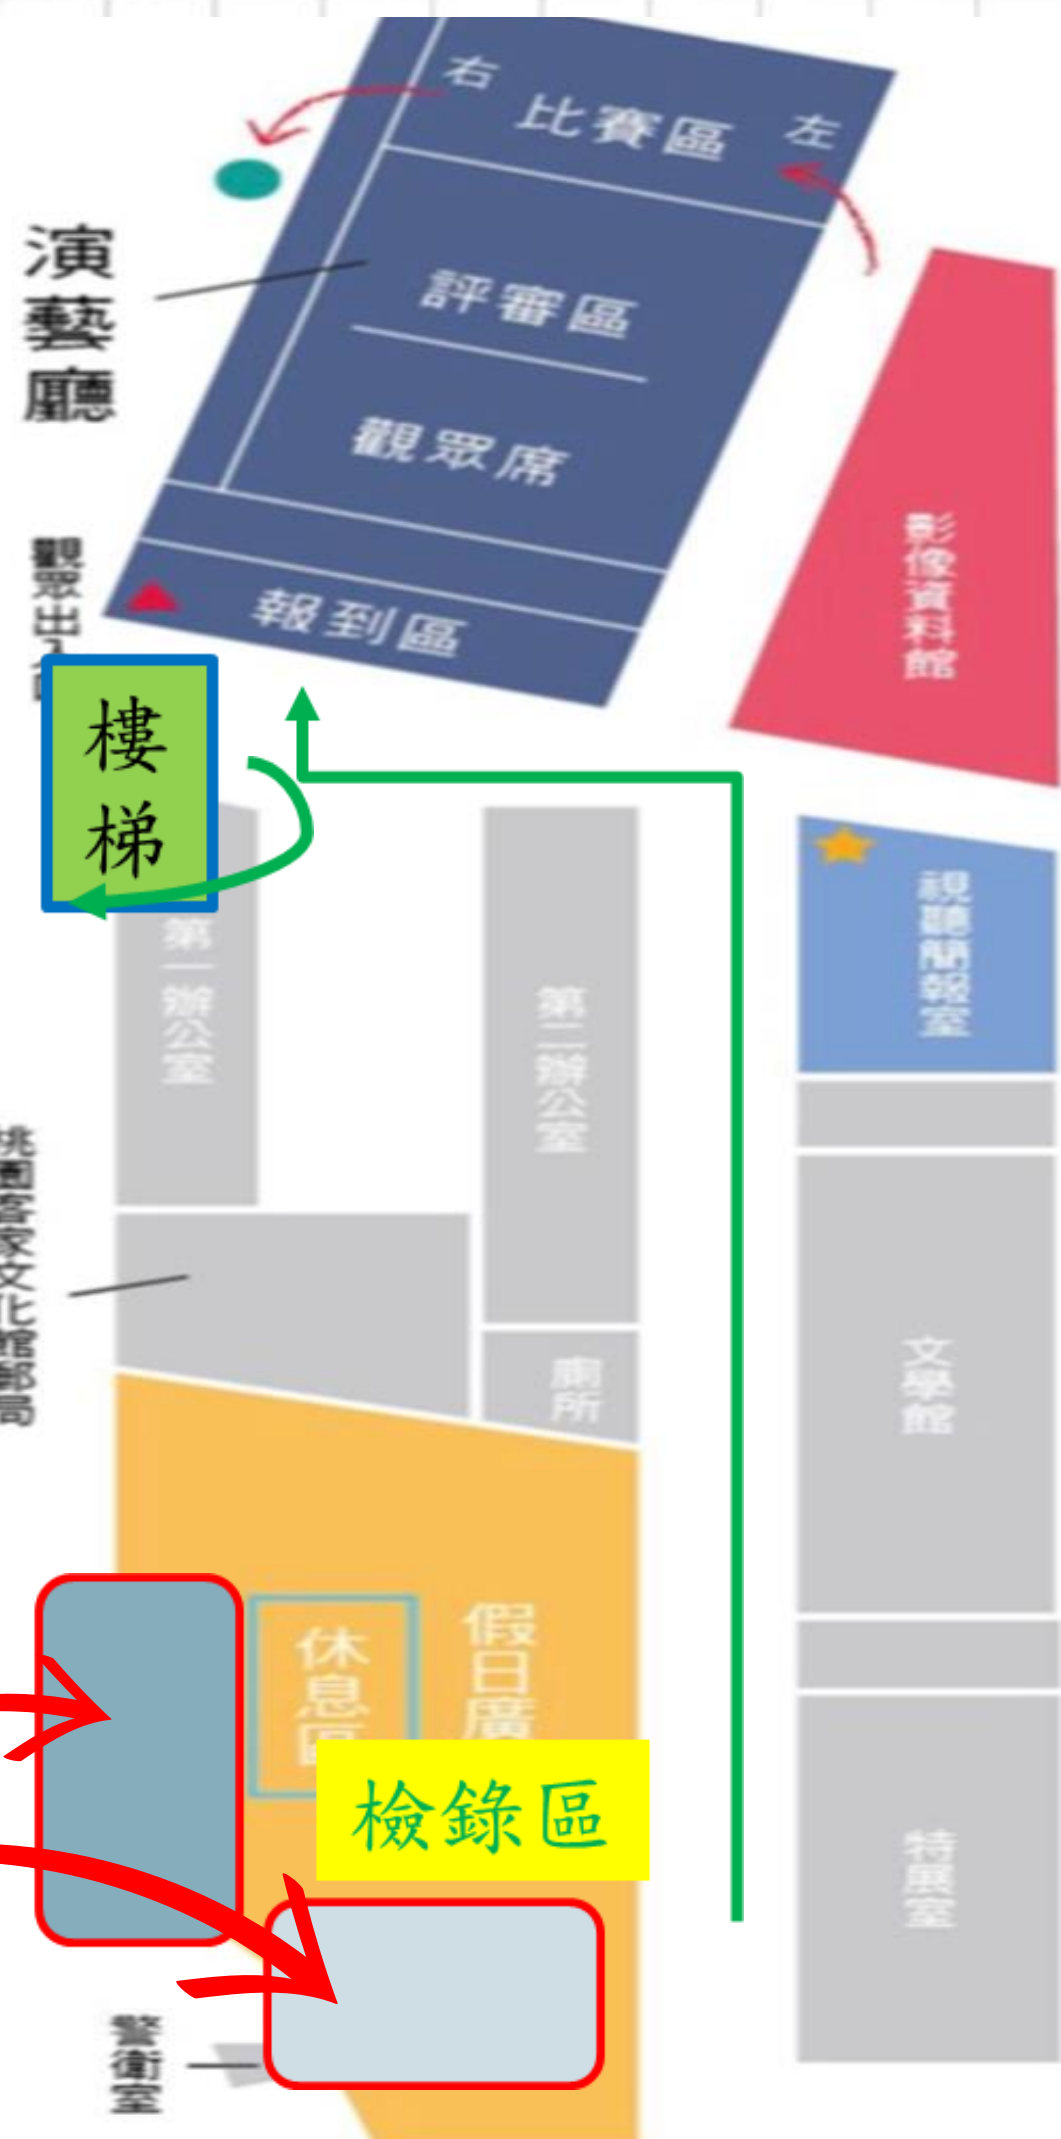 右
比賽區
左
演藝廳
評審區
觀眾席
影像資料館
觀眾出入
報到區
樓梯
視聽簡報室
第一辦公室
第二辦公室
桃園客家文化館郵局
文學館
廁所
休息區
假日廣
檢錄區
特展室
警衛室